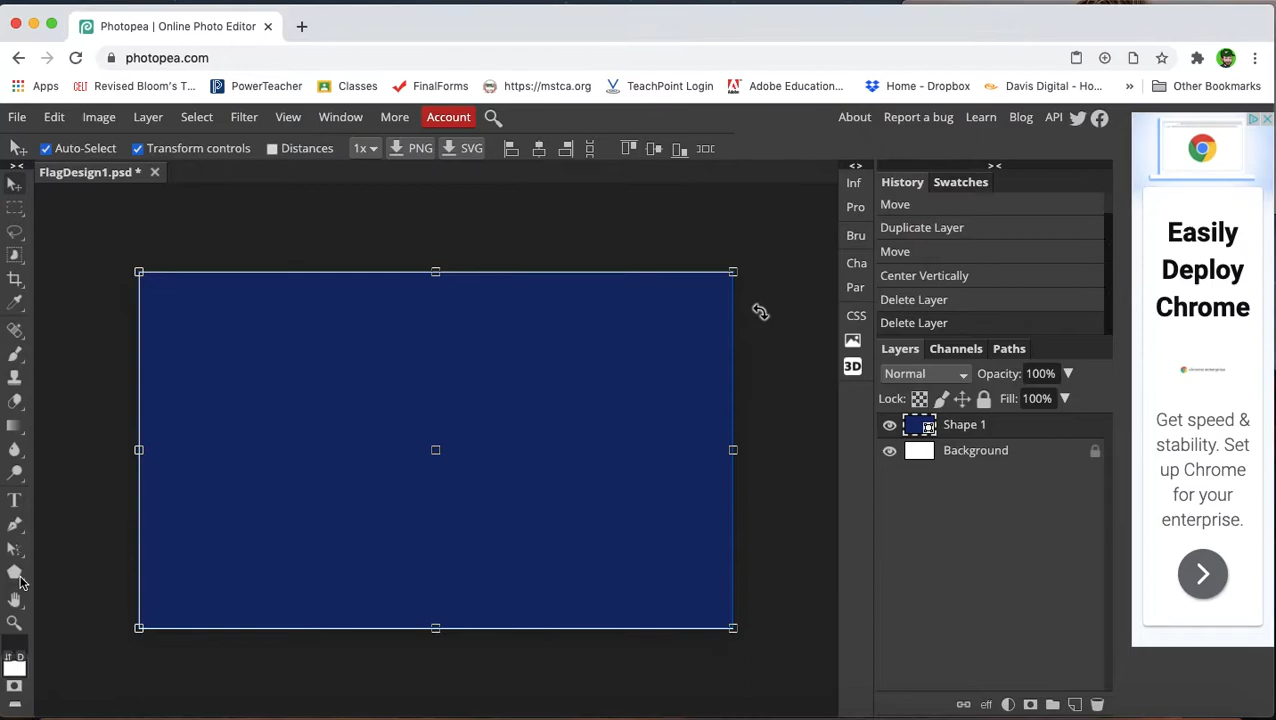 Photopea | Online Photo Editor
photopea.com
Apps
Revised Bloom's T...
PowerTeacher
Classes
FinalForms
https://mstca.org
TeachPoint Login
Adobe Education...
Home - Dropbox
Davis Digital - Ho...
»
Other Bookmarks
File Edit Image Layer Select Filter View Window More Account
About Report a bug Learn Blog API
Auto-Select Transform controls Distances 1x PNG SVG
FlagDesign1.psd *
Inf
Pro
Bru
Cha
Par
CSS
3D
History Swatches
Move
Duplicate Layer
Move
Center Vertically
Delete Layer
Delete Layer
Layers Channels Paths
Normal Opacity: 100%
Lock: Fill: 100%
Shape 1
Background
eff
T
D
Easily
Deploy
Chrome
chrome enterprise
Get speed &
stability. Set
up Chrome
for your
enterprise.